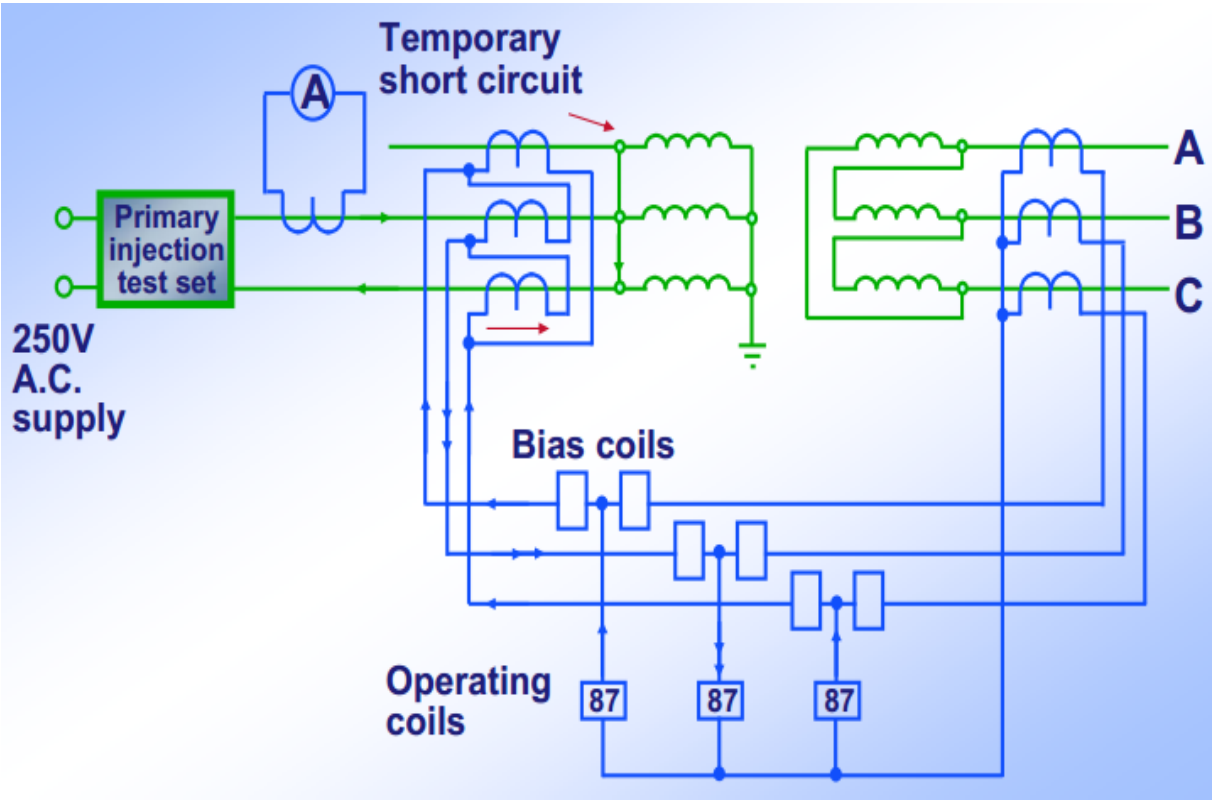 Temporary
short circuit
A
A
Primary
injection
test set
B
C
250V
A.C.
supply
Bias coils
Operating
coils
87
87
87